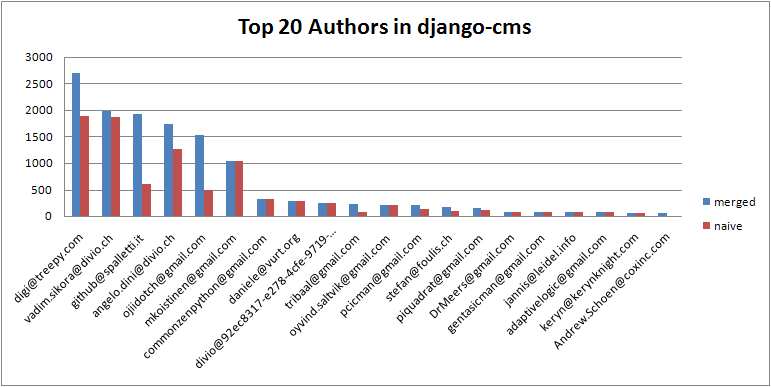 Top 20 Authors in django-cms
3000
2500
2000
1500
1000
500
0
merged
naive
digi@treepy.com
vadim.sikora@divio.ch
github@spalletti.it
angelo.dini@divio.ch
ojiidotch@gmail.com
mkoistinen@gmail.com
commonzenpython@gmail.com
daniele@vurt.org
divio@92ec8317-e278-4cfe-9719-...
tribaal@gmail.com
oyvind.saltvik@gmail.com
pcicman@gmail.com
stefan@foulis.ch
piquadrat@gmail.com
DrMeers@gmail.com
gentasicman@gmail.com
jannis@leidel.info
adaptivelogic@gmail.com
keryn@kerynknight.com
Andrew.Schoen@coxinc.com